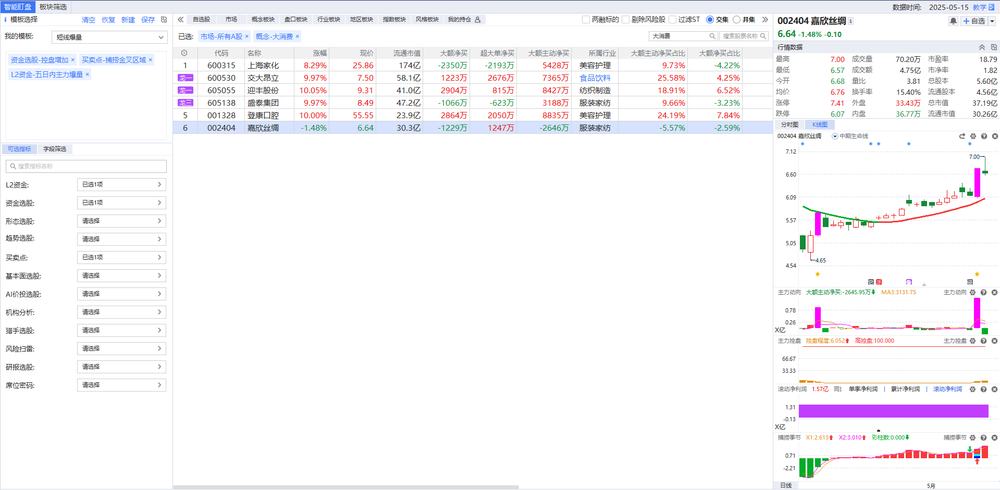 智能盯盘 板块筛选 数据时间: 2025-05-15 教学
模板选择 清空 恢复 新建 保存
我的模板: 短线爆量
资金选股-控盘增加 × 买卖点-捕捞金叉区域 ×
L2资金-五日内主力爆量 ×
可选指标 字段筛选
搜索指标名称
L2资金: 已选1项
资金选股: 已选1项
形态选股: 请选择
趋势选股: 请选择
买卖点: 已选1项
基本面选股: 请选择
AI价投选股: 请选择
机构分析: 请选择
猎手选股: 请选择
风险扫雷: 请选择
研报选股: 请选择
席位密码: 请选择
自选股 市场 概念板块 盘口板块 行业板块 地区板块 指数板块 风格板块 我的持仓 两融标的 剔除风险股 过滤ST 交集 并集
已选: 市场-所有A股 × 概念-大消费 × 大消费 搜索股票名称
代码 名称 涨幅 现价 流通市值 大额净买 超大单净买 大额主动净买 所属行业 大额主动净买占比 大额净买占比
1 600315 上海家化 8.29% 25.86 174亿 -2350万 -2193万 5428万 美容护理 9.73% -4.22%
龙一 600530 交大昂立 9.97% 7.50 58.1亿 1223万 2676万 7365万 食品饮料 25.58% 4.25%
龙一 605055 迎丰股份 10.05% 9.31 41.0亿 2904万 815万 8427万 纺织制造 18.91% 6.52%
龙三 605138 盛泰集团 9.97% 8.49 47.2亿 -1066万 -623万 3188万 服装家纺 9.66% -3.23%
5 001328 登康口腔 10.00% 55.55 23.9亿 2864万 2050万 8835万 美容护理 24.19% 7.84%
6 002404 嘉欣丝绸 -1.48% 6.64 30.3亿 -1229万 1247万 -2646万 服装家纺 -5.57% -2.59%
002404 嘉欣丝绸 + 自选
6.64 -1.48% -0.10
行情数据
最高 7.00 成交量 70.20万 市盈率 18.79
最低 6.57 成交额 4.75亿 市净率 1.82
今开 6.68 量比 3.81 总股本 5.60亿
均价 6.76 换手率 15.40% 流通股本 4.56亿
涨停 7.41 外盘 33.43万 总市值 37.19亿
跌停 6.07 内盘 36.77万 流通市值 30.26亿
分时图 K线图
002404 嘉欣丝绸 中期生命线
7.12
7.00
6.60
6.09
5.57
5.05
4.65
4.54
主力动向 大额主动净买:-2645.95万 MA3:3131.75 主力动向
0.78
0.26
X亿
主力控盘 控盘程度:6.052 高控盘:100.000 主力控盘
66.67
33.33
滚动净利润 1.57亿 同比 单季净利润 | 累计净利润 | 滚动净利润
1.31
-0.13
X亿
捕捞季节 X1:2.613 X2:3.010 彩柱数:0.000 捕捞季节
0.71
-2.21
日线 5月